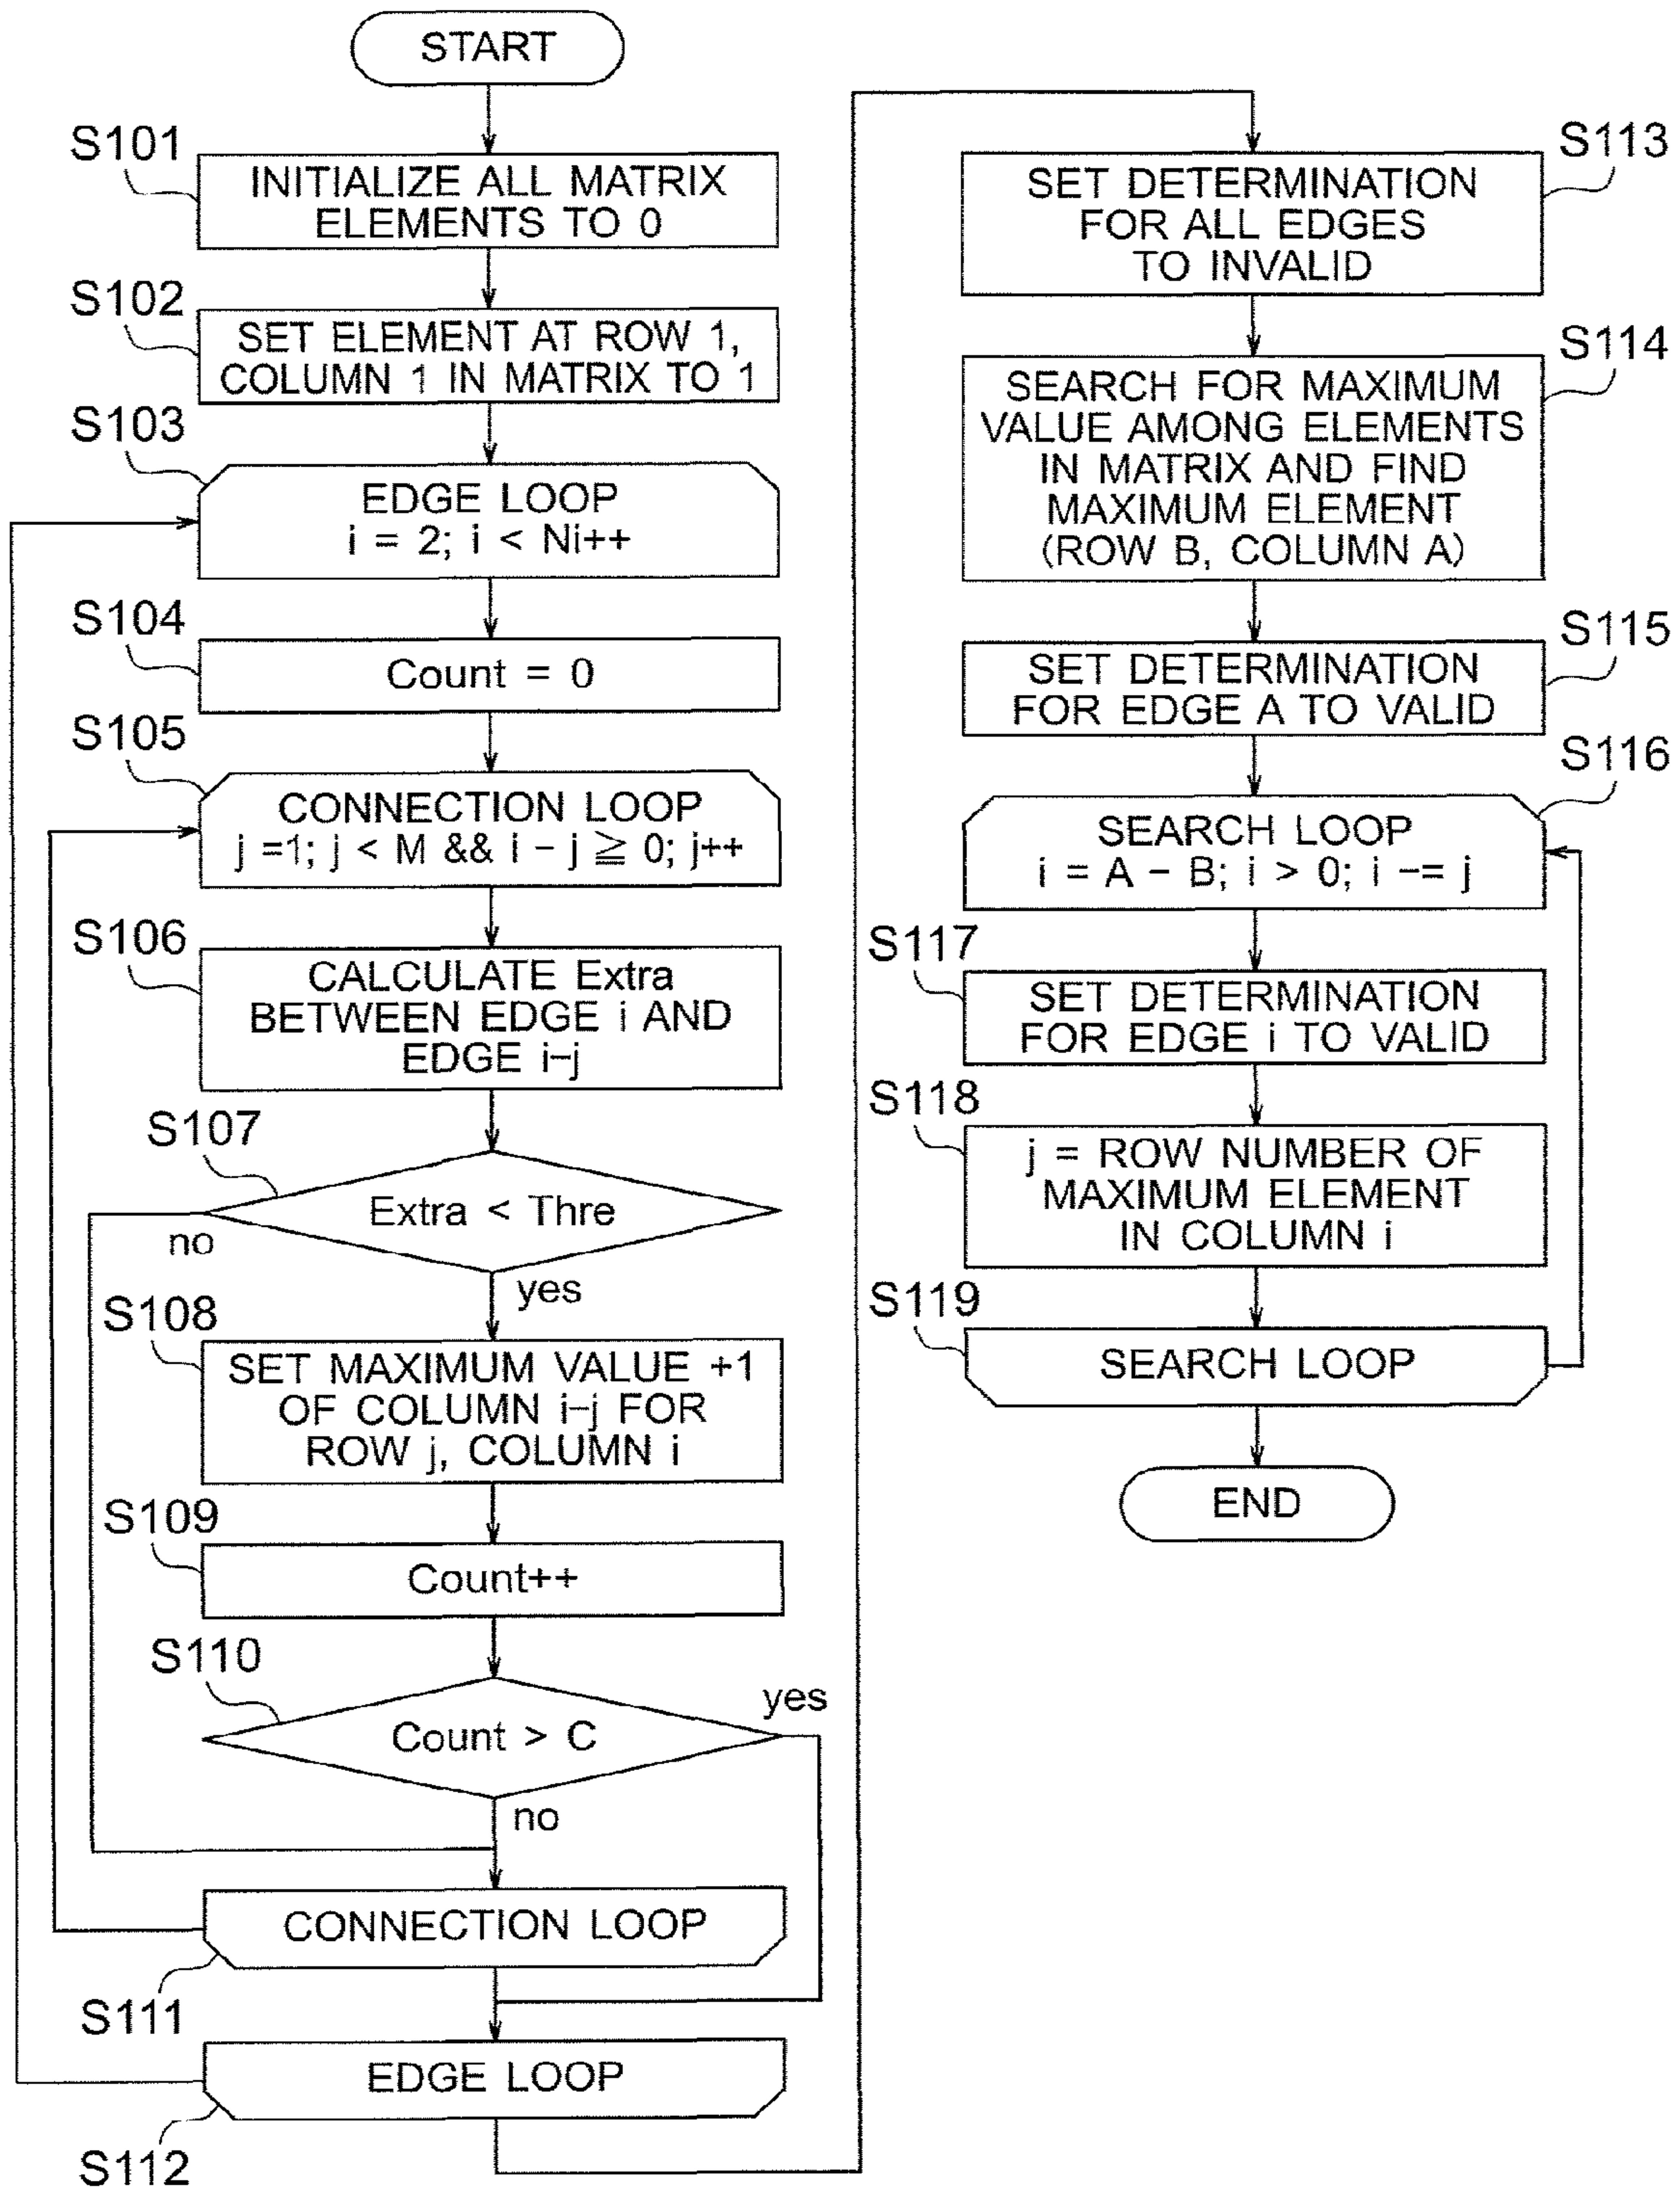 START
S101
INITIALIZE ALL MATRIX
ELEMENTS TO 0
S102
SET ELEMENT AT ROW 1,
COLUMN 1 IN MATRIX TO 1
S103
EDGE LOOP
i = 2; i < Ni++
S104
Count = 0
S105
CONNECTION LOOP
j =1; j < M && i - j ≧ 0; j++
S106
CALCULATE Extra
BETWEEN EDGE i AND
EDGE i-j
S107
Extra < Thre
no
yes
S108
SET MAXIMUM VALUE +1
OF COLUMN i-j FOR
ROW j, COLUMN i
S109
Count++
S110
Count > C
yes
no
CONNECTION LOOP
S111
EDGE LOOP
S112
S113
SET DETERMINATION
FOR ALL EDGES
TO INVALID
S114
SEARCH FOR MAXIMUM
VALUE AMONG ELEMENTS
IN MATRIX AND FIND
MAXIMUM ELEMENT
(ROW B, COLUMN A)
S115
SET DETERMINATION
FOR EDGE A TO VALID
S116
SEARCH LOOP
i = A - B; i > 0; i -= j
S117
SET DETERMINATION
FOR EDGE i TO VALID
S118
j = ROW NUMBER OF
MAXIMUM ELEMENT
IN COLUMN i
S119
SEARCH LOOP
END